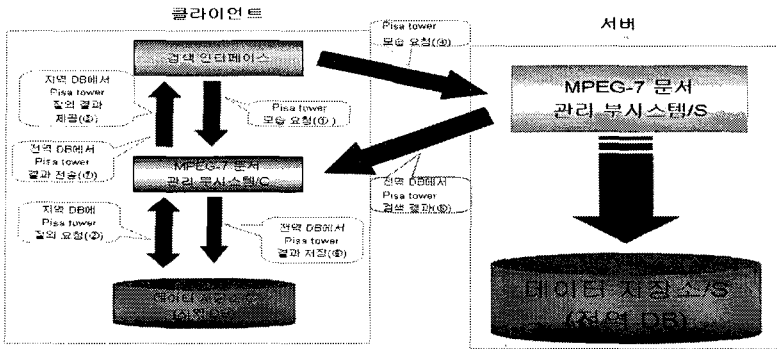 클라이언트
서버
검색 인터페이스
지역 DB에서
Pisa tower
질의 결과
제공(③)
Pisa tower
모습 요청(①)
Pisa tower
모습 요청(④)
MPEG-7 문서
관리 부시스템/S
전역 DB에서
Pisa tower
결과 전송(⑦)
MPEG-7 문서
관리 부시스템/C
전역 DB에서
Pisa tower
검색 결과(⑤)
지역 DB에
Pisa tower
질의 요청(②)
전역 DB에서
Pisa tower
결과 저장(⑥)
데이터
데이터 저장소/S
(전역 DB)